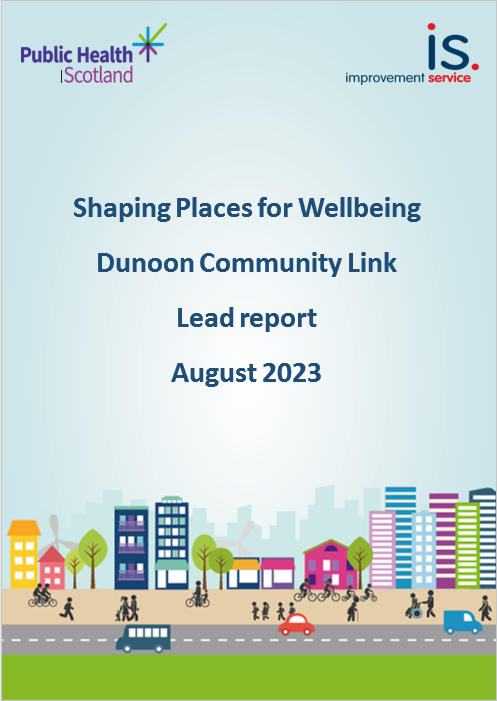 Public Health
Scotland
is.
improvement service
Shaping Places for Wellbeing
Dunoon Community Link
Lead report
August 2023